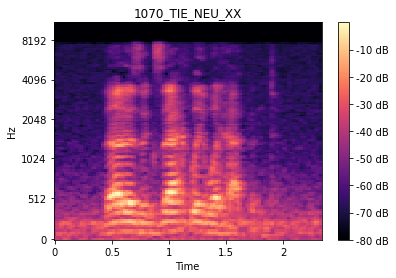 1070_TIE_NEU_XX
8192
4096
2048
1024
512
0
Hz
0
0.5
1
1.5
2
Time
-10 dB
-20 dB
-30 dB
-40 dB
-50 dB
-60 dB
-70 dB
-80 dB